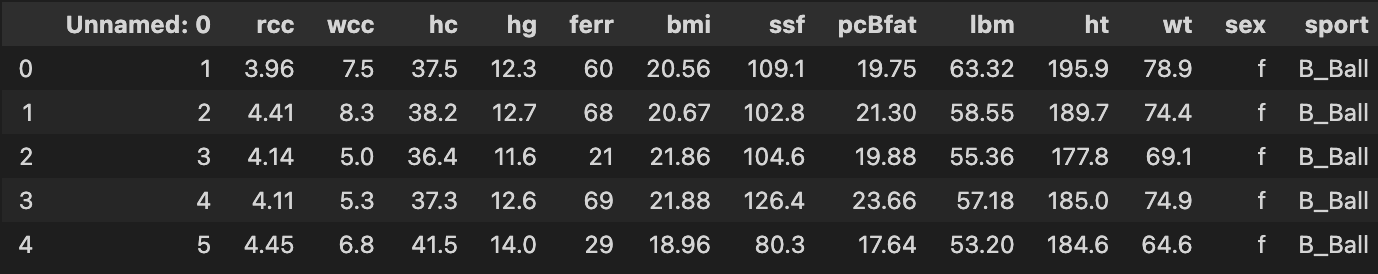 Unnamed: 0 rcc wcc hc hg ferr bmi ssf pcBfat lbm ht wt sex sport
0 1 3.96 7.5 37.5 12.3 60 20.56 109.1 19.75 63.32 195.9 78.9 f B_Ball
1 2 4.41 8.3 38.2 12.7 68 20.67 102.8 21.30 58.55 189.7 74.4 f B_Ball
2 3 4.14 5.0 36.4 11.6 21 21.86 104.6 19.88 55.36 177.8 69.1 f B_Ball
3 4 4.11 5.3 37.3 12.6 69 21.88 126.4 23.66 57.18 185.0 74.9 f B_Ball
4 5 4.45 6.8 41.5 14.0 29 18.96 80.3 17.64 53.20 184.6 64.6 f B_Ball